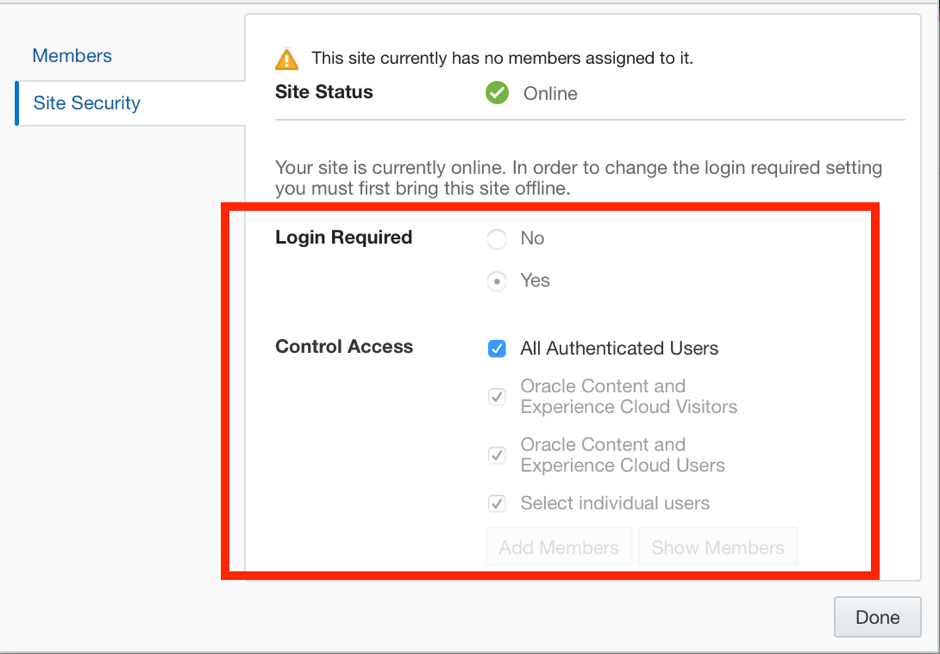 Members
Site Security
This site currently has no members assigned to it.
Site Status
Online
Your site is currently online. In order to change the login required setting
you must first bring this site offline.
Login Required
No
Yes
Control Access
All Authenticated Users
Oracle Content and
Experience Cloud Visitors
Oracle Content and
Experience Cloud Users
Select individual users
Add Members
Show Members
Done